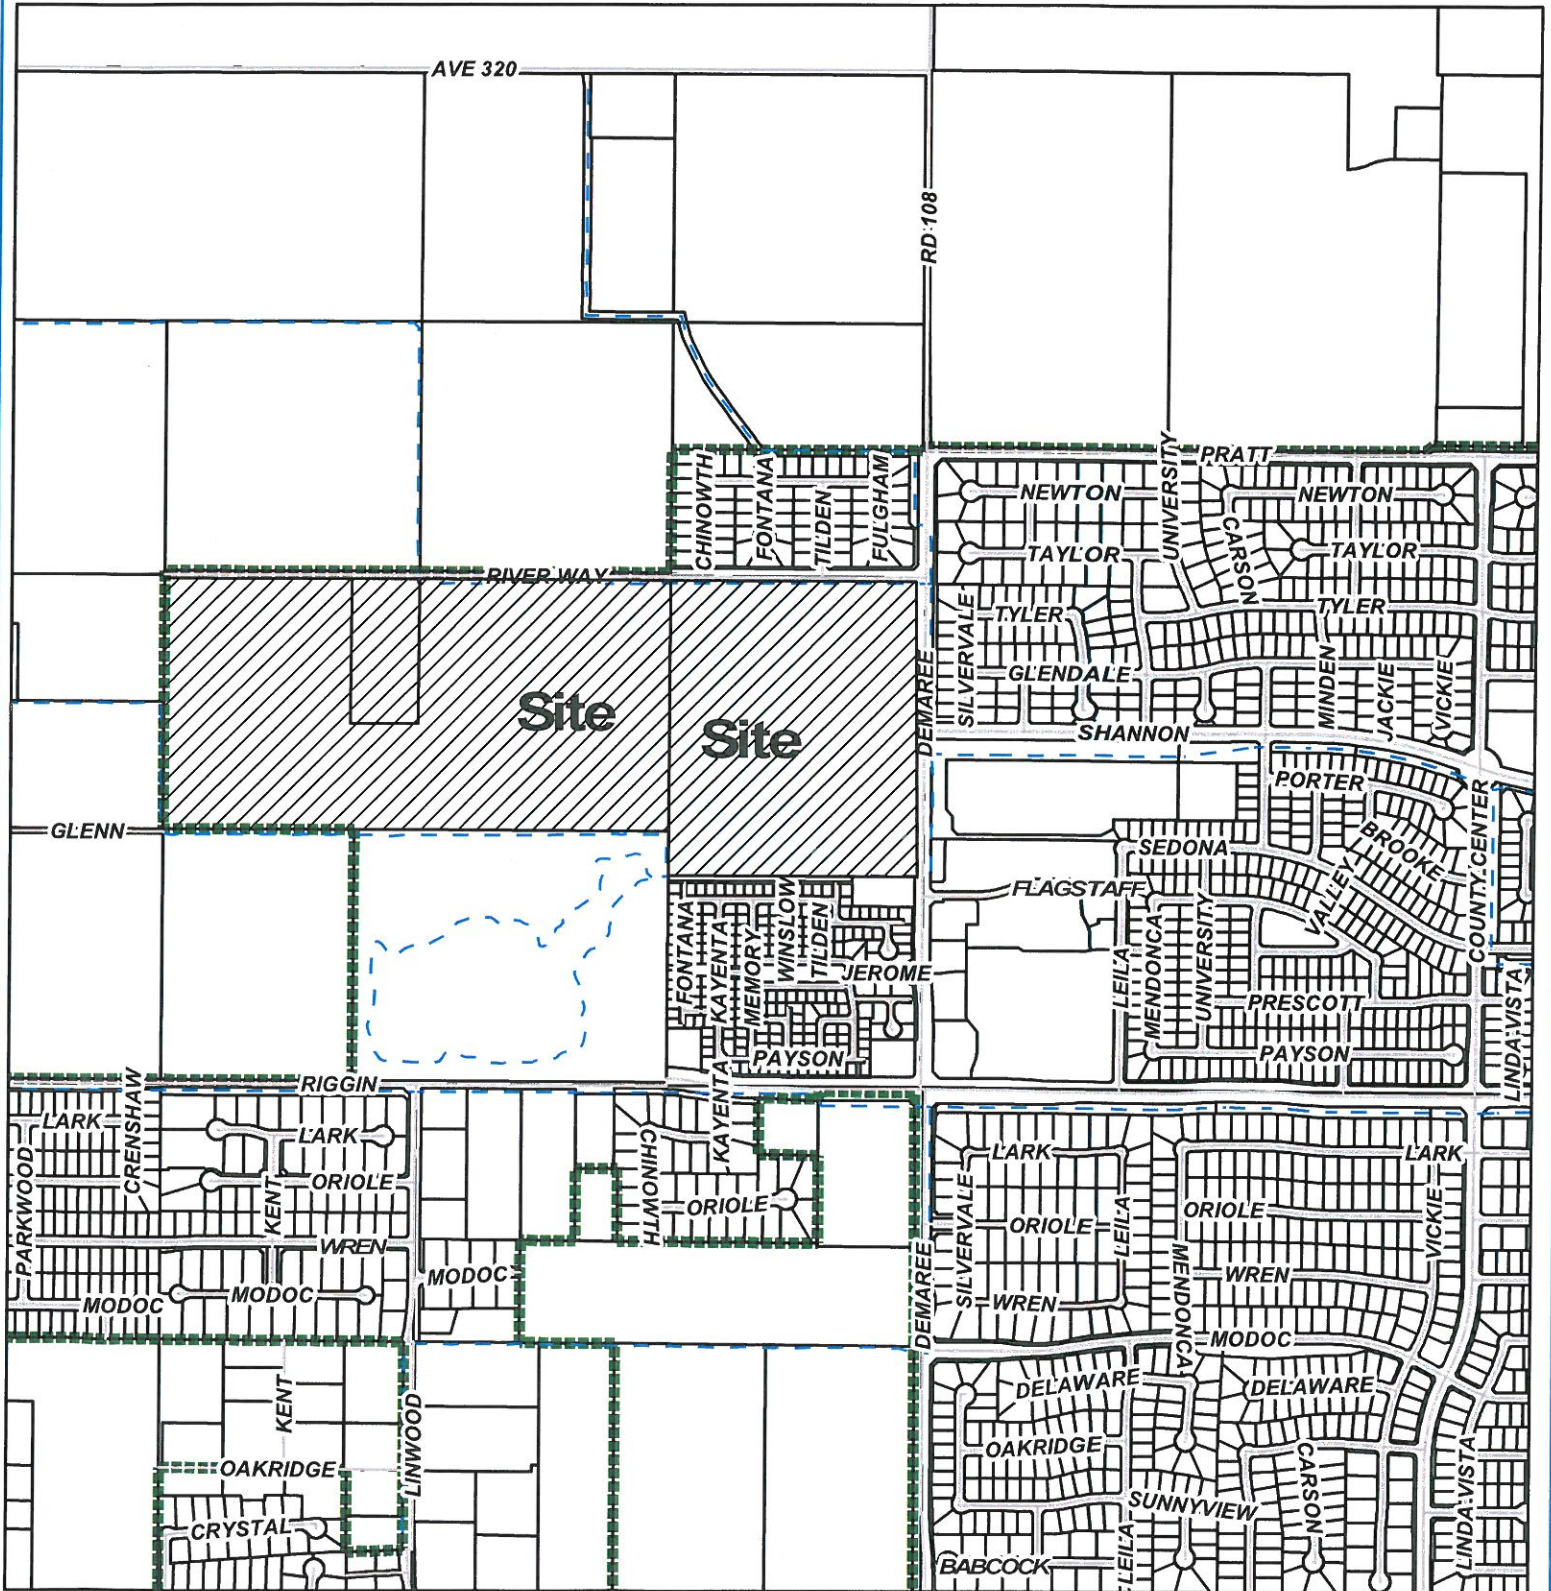 AVE 320
RD 108
PRATT
CHINOWTH
FONTANA
TILDEN
FULGHAM
NEWTON
UNIVERSITY
NEWTON
CARSON
TAYLOR
TAYLOR
RIVER WAY
SILVERVALE
TYLER
TYLER
DEMAREE
GLENDALE
MINDEN
JACKIE
VICKIE
Site
Site
SHANNON
PORTER
GLENN
SEDONA
BROOKE
COUNTY CENTER
FLAGSTAFF
VALLEY
FONTANA
KAYENTA
MEMORY
WINSLOW
TILDEN
JEROME
LEILA
MENDONCA
UNIVERSITY
PRESCOTT
LINDA VISTA
PAYSON
PAYSON
RIGGIN
CRENSHAW
LARK
LARK
KAYENTA
CHINOWTH
LARK
LARK
PARKWOOD
KENT
ORIOLE
ORIOLE
SILVERVALE
ORIOLE
LEILA
ORIOLE
VICKIE
WREN
MODOC
MODOC
MODOC
DEMAREE
WREN
MENDONCA
WREN
MODOC
KENT
LINWOOD
DELAWARE
DELAWARE
OAKRIDGE
OAKRIDGE
CARSON
LINDA VISTA
CRYSTAL
SUNNYVIEW
BABCOCK
LEILA